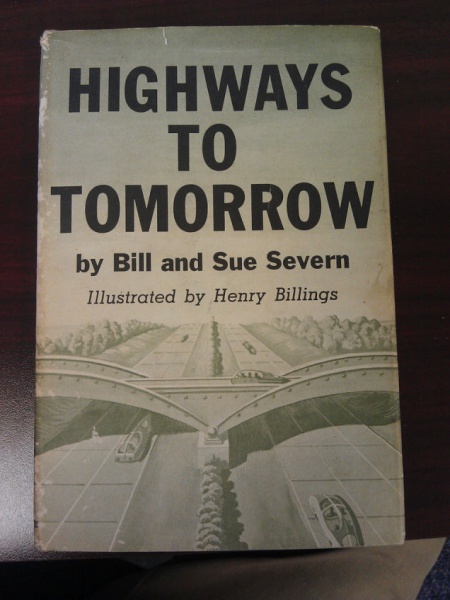 HIGHWAYS
TO
TOMORROW
by Bill and Sue Severn
Illustrated by Henry Billings